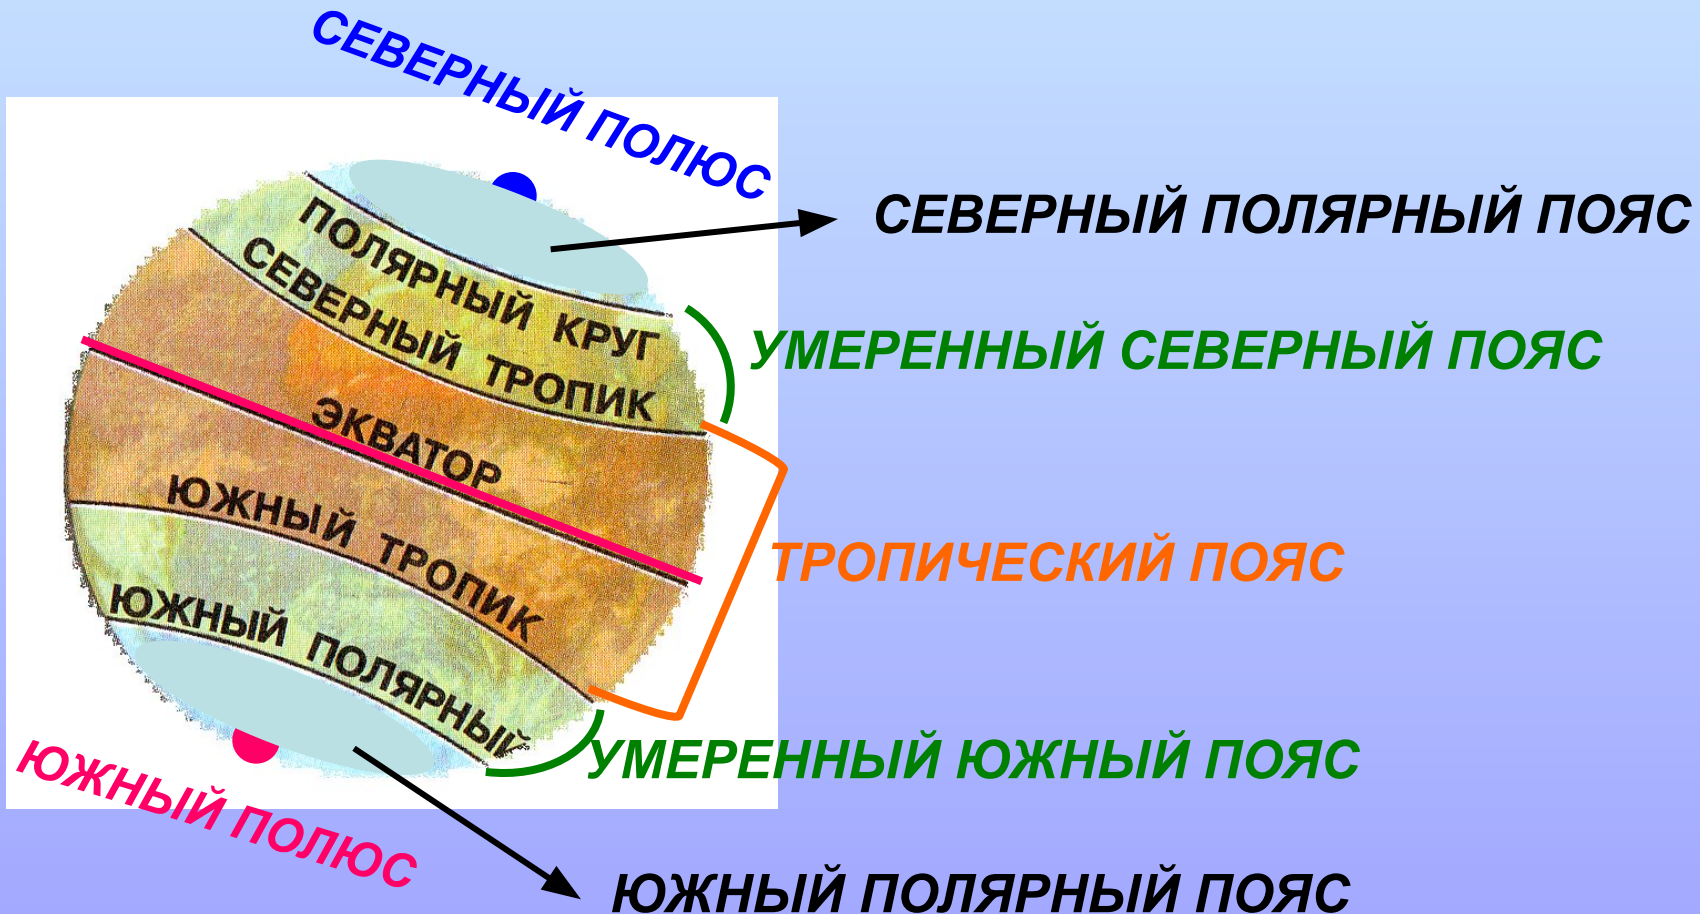 СЕВЕРНЫЙ ПОЛЮС
СЕВЕРНЫЙ ПОЛЯРНЫЙ ПОЯС
ПОЛЯРНЫЙ КРУГ
СЕВЕРНЫЙ ТРОПИК
УМЕРЕННЫЙ СЕВЕРНЫЙ ПОЯС
ЭКВАТОР
ЮЖНЫЙ ТРОПИК
ТРОПИЧЕСКИЙ ПОЯС
ЮЖНЫЙ ПОЛЯРНЫЙ
УМЕРЕННЫЙ ЮЖНЫЙ ПОЯС
ЮЖНЫЙ ПОЛЮС
ЮЖНЫЙ ПОЛЯРНЫЙ ПОЯС